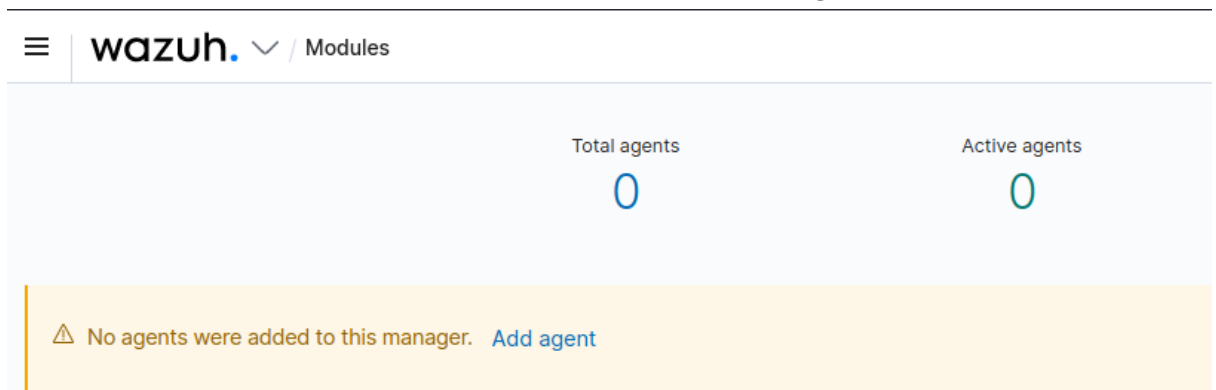 wazuh. / Modules
Total agents Active agents
0 0
No agents were added to this manager. Add agent